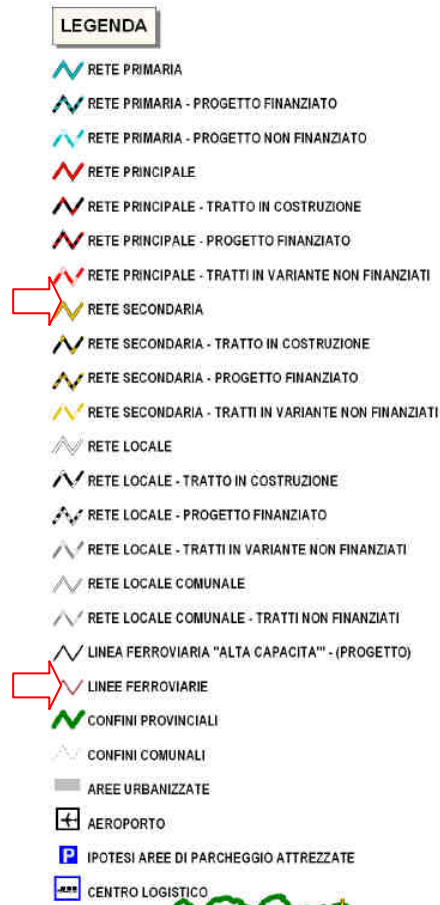 LEGENDA
RETE PRIMARIA
RETE PRIMARIA - PROGETTO FINANZIATO
RETE PRIMARIA - PROGETTO NON FINANZIATO
RETE PRINCIPALE
RETE PRINCIPALE - TRATTO IN COSTRUZIONE
RETE PRINCIPALE - PROGETTO FINANZIATO
RETE PRINCIPALE - TRATTI IN VARIANTE NON FINANZIATI
RETE SECONDARIA
RETE SECONDARIA - TRATTO IN COSTRUZIONE
RETE SECONDARIA - PROGETTO FINANZIATO
RETE SECONDARIA - TRATTI IN VARIANTE NON FINANZIATI
RETE LOCALE
RETE LOCALE - TRATTO IN COSTRUZIONE
RETE LOCALE - PROGETTO FINANZIATO
RETE LOCALE - TRATTI IN VARIANTE NON FINANZIATI
RETE LOCALE COMUNALE
RETE LOCALE COMUNALE - TRATTI NON FINANZIATI
LINEA FERROVIARIA "ALTA CAPACITA'" - (PROGETTO)
LINEE FERROVIARIE
CONFINI PROVINCIALI
CONFINI COMUNALI
AREE URBANIZZATE
AEROPORTO
P IPOTESI AREE DI PARCHEGGIO ATTREZZATE
CENTRO LOGISTICO